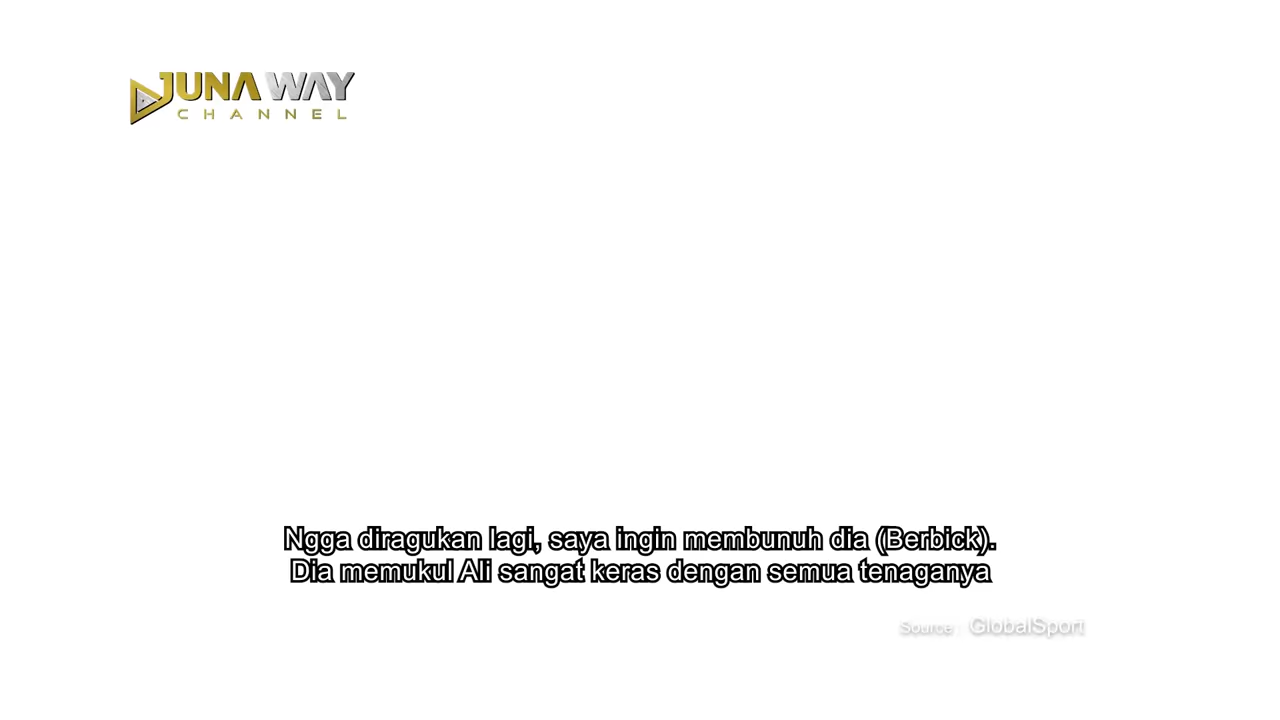 JUNA WAY
CHANNEL
Ngga diragukan lagi, saya ingin membunuh dia (Berbick).
Dia memukul Ali sangat keras dengan semua tenaganya
Source : GlobalSport